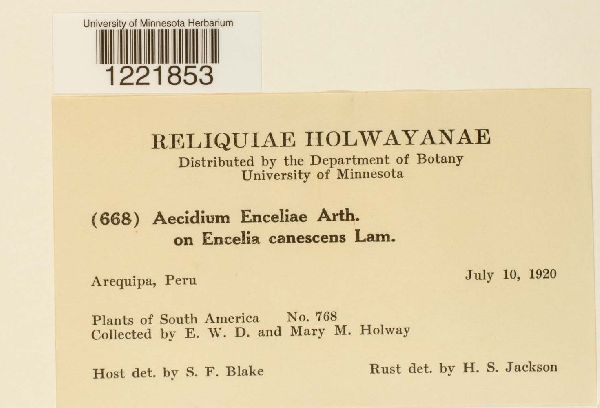 University of Minnesota Herbarium
1221853
RELIQUIAE HOLWAYANAE
Distributed by the Department of Botany
University of Minnesota
(668) Aecidium Enceliae Arth.
on Encelia canescens Lam.
Arequipa, Peru July 10, 1920
Plants of South America No. 768
Collected by E. W. D. and Mary M. Holway
Host det. by S. F. Blake Rust det. by H. S. Jackson